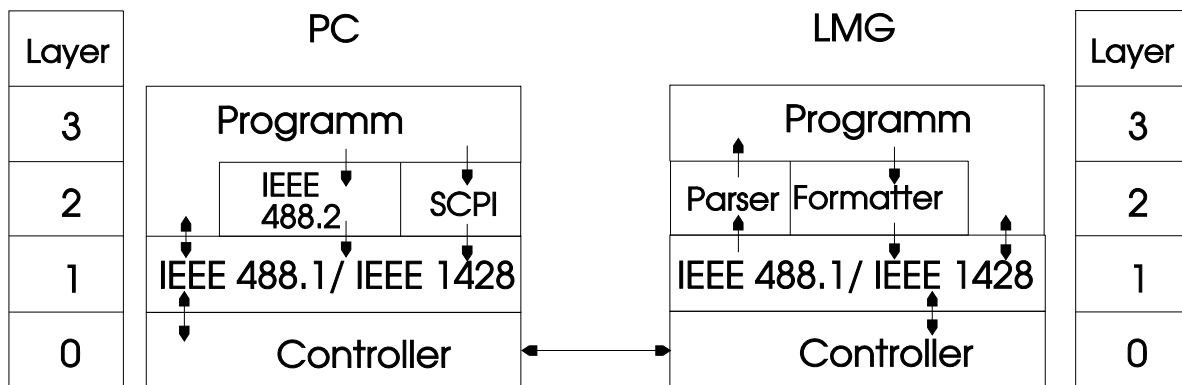 PC LMG
Layer Layer
3 Programm Programm 3
2 IEEE 488.2 SCPI Parser Formatter 2
1 IEEE 488.1/ IEEE 1428 IEEE 488.1/ IEEE 1428 1
0 Controller Controller 0